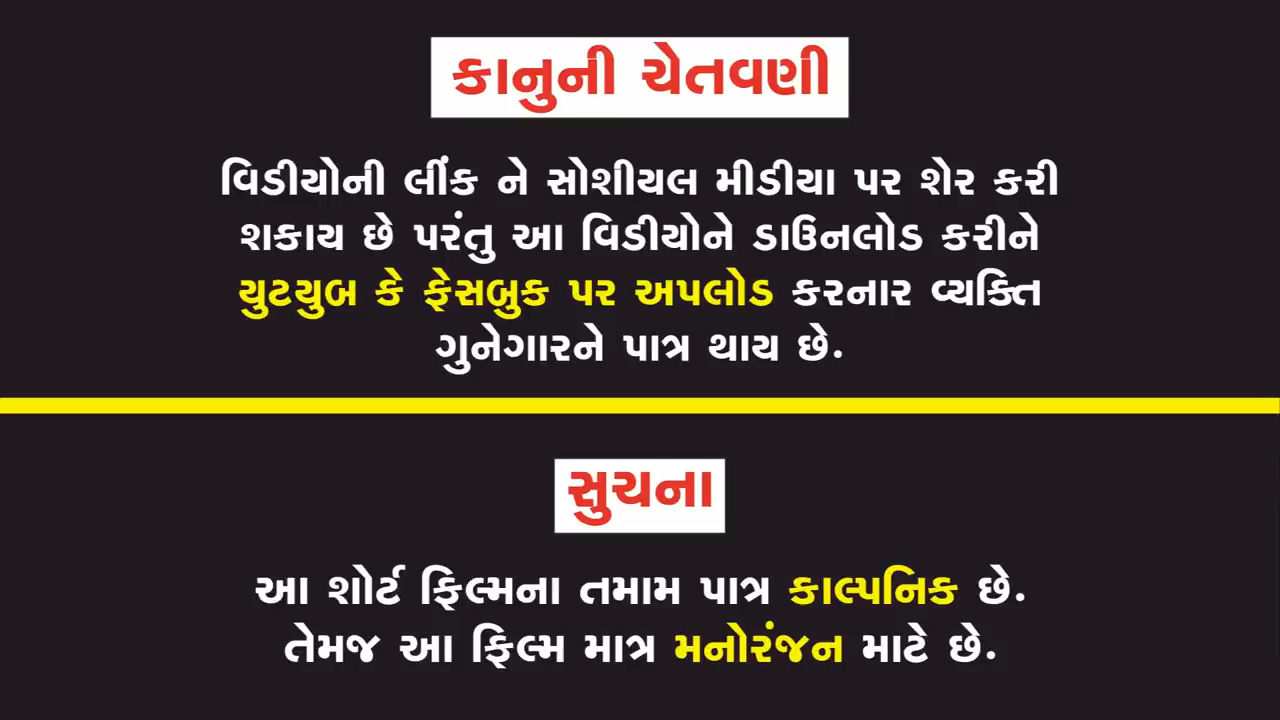 કાનુની ચેતવણી
વિડીયોની લીંક ને સોશીયલ મીડીયા પર શેર કરી
શકાય છે પરંતુ આ વિડીયોને ડાઉનલોડ કરીને
યુટયુબ કે ફેસબુક પર અપલોડ કરનાર વ્યક્તિ
ગુનેગારને પાત્ર થાય છે.
સુચના
આ શોર્ટ ફિલ્મના તમામ પાત્ર કાલ્પનિક છે.
તેમજ આ ફિલ્મ માત્ર મનોરંજન માટે છે.